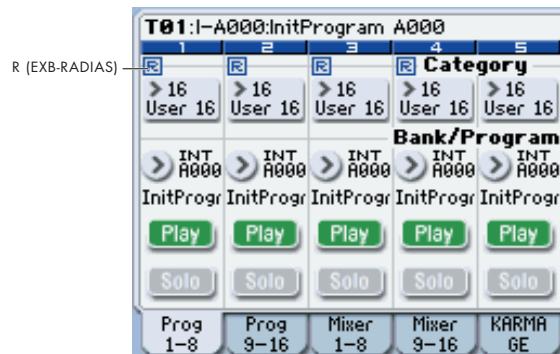 T01:I-A000:InitProgram A000
1 2 3 4 5
R (EXB-RADIAS)
R R R R Category
> 16 > 16 > 16 > 16 > 16
User 16 User 16 User 16 User 16 User 16
Bank/Program
> INT A000 > INT A000 > INT A000 > INT A000 > INT A000
InitProgr InitProgr InitProgr InitProgr InitProgr
Play Play Play Play Play
Solo Solo Solo Solo Solo
Prog 1-8 Prog 9-16 Mixer 1-8 Mixer 9-16 KARMA GE